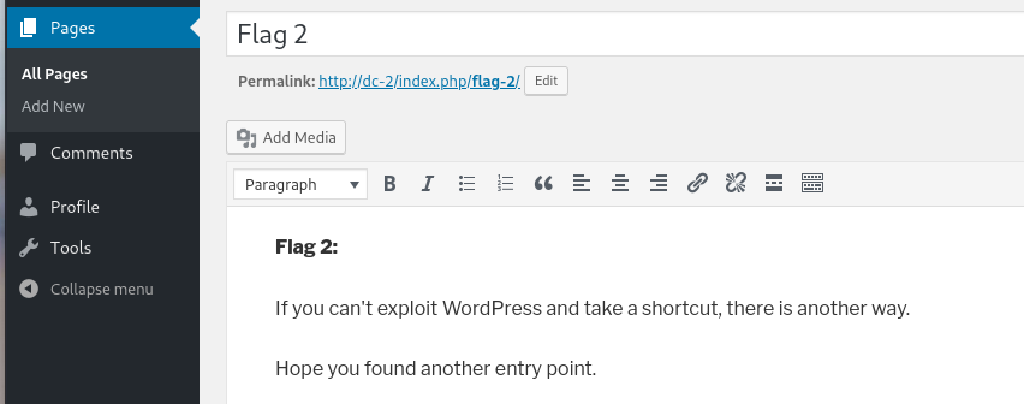 Pages
All Pages
Add New
Comments
Profile
Tools
Collapse menu
Flag 2
Permalink: http://dc-2/index.php/flag-2/ Edit
Add Media
Paragraph B I
Flag 2:
If you can't exploit WordPress and take a shortcut, there is another way.
Hope you found another entry point.